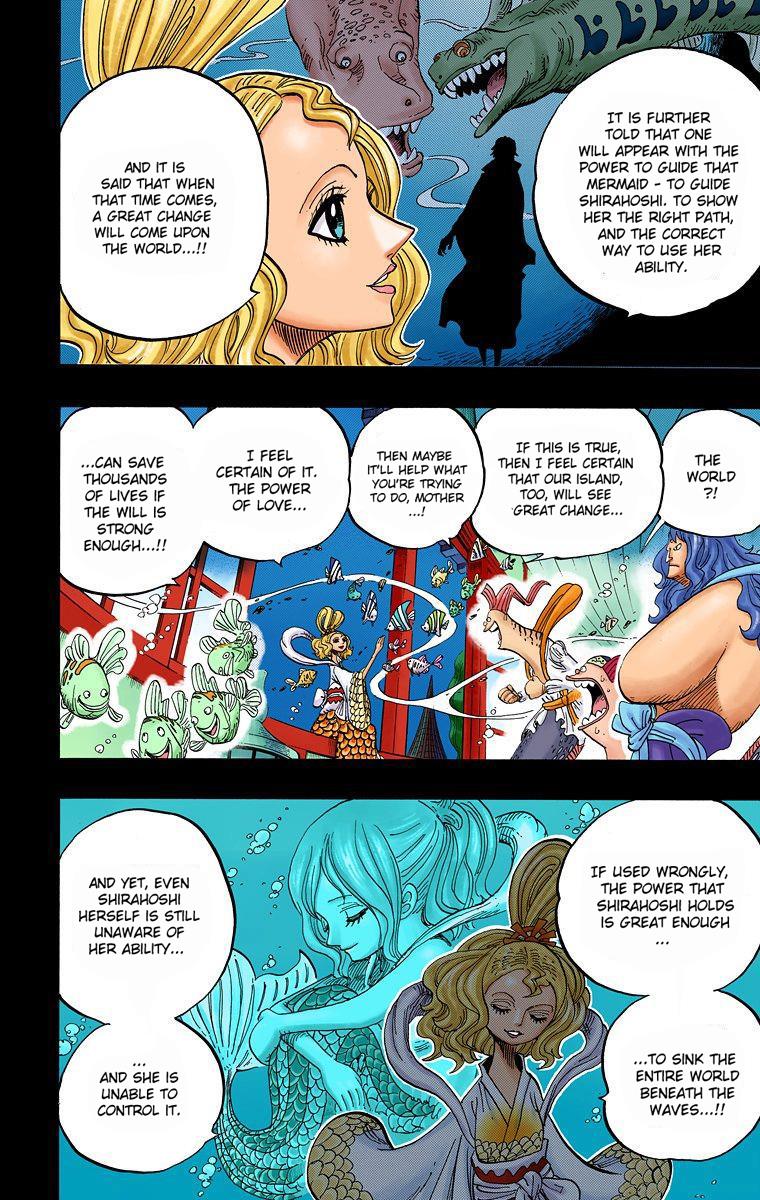 IT IS FURTHER
TOLD THAT ONE
WILL APPEAR WITH THE
POWER TO GUIDE THAT
MERMAID - TO GUIDE
SHIRAHOSHI. TO SHOW
HER THE RIGHT PATH,
AND THE CORRECT
WAY TO USE HER
ABILITY.
AND IT IS
SAID THAT WHEN
THAT TIME COMES,
A GREAT CHANGE
WILL COME UPON
THE WORLD...!!
THE
WORLD
?!
IF THIS IS TRUE,
THEN I FEEL CERTAIN
THAT OUR ISLAND,
TOO, WILL SEE
GREAT CHANGE...
THEN MAYBE
IT'LL HELP WHAT
YOU'RE TRYING
TO DO, MOTHER
...!
I FEEL
CERTAIN OF IT.
THE POWER
OF LOVE...
...CAN SAVE
THOUSANDS
OF LIVES IF
THE WILL IS
STRONG
ENOUGH...!!
IF USED WRONGLY,
THE POWER THAT
SHIRAHOSHI HOLDS
IS GREAT ENOUGH
...
...TO SINK THE
ENTIRE WORLD
BENEATH THE
WAVES...!!
AND YET, EVEN
SHIRAHOSHI
HERSELF IS STILL
UNAWARE OF
HER ABILITY...
...
AND SHE IS
UNABLE TO
CONTROL IT.